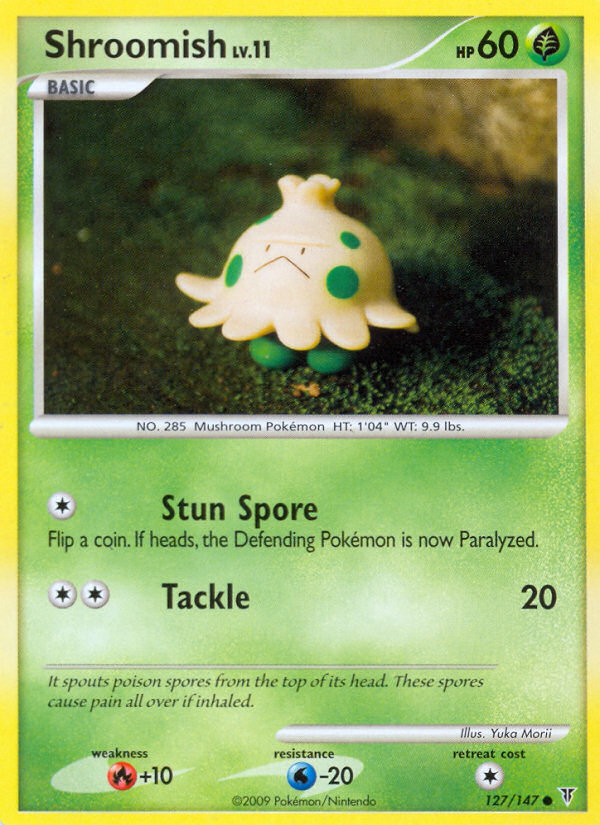 Shroomish LV.11 HP 60
BASIC
NO. 285 Mushroom Pokémon HT: 1'04" WT: 9.9 lbs.
Stun Spore
Flip a coin. If heads, the Defending Pokémon is now Paralyzed.
Tackle 20
It spouts poison spores from the top of its head. These spores
cause pain all over if inhaled.
Illus. Yuka Morii
weakness resistance retreat cost
+10 -20
©2009 Pokémon/Nintendo 127/147